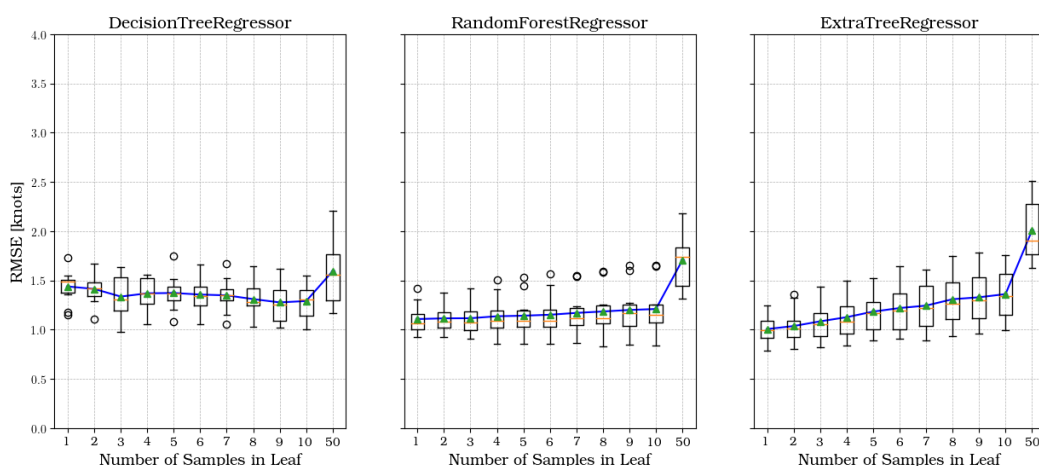 DecisionTreeRegressor
RandomForestRegressor
ExtraTreeRegressor
RMSE [knots]
4.0
3.5
3.0
2.5
2.0
1.5
1.0
0.5
0.0
1 2 3 4 5 6 7 8 9 10 50
1 2 3 4 5 6 7 8 9 10 50
1 2 3 4 5 6 7 8 9 10 50
Number of Samples in Leaf
Number of Samples in Leaf
Number of Samples in Leaf